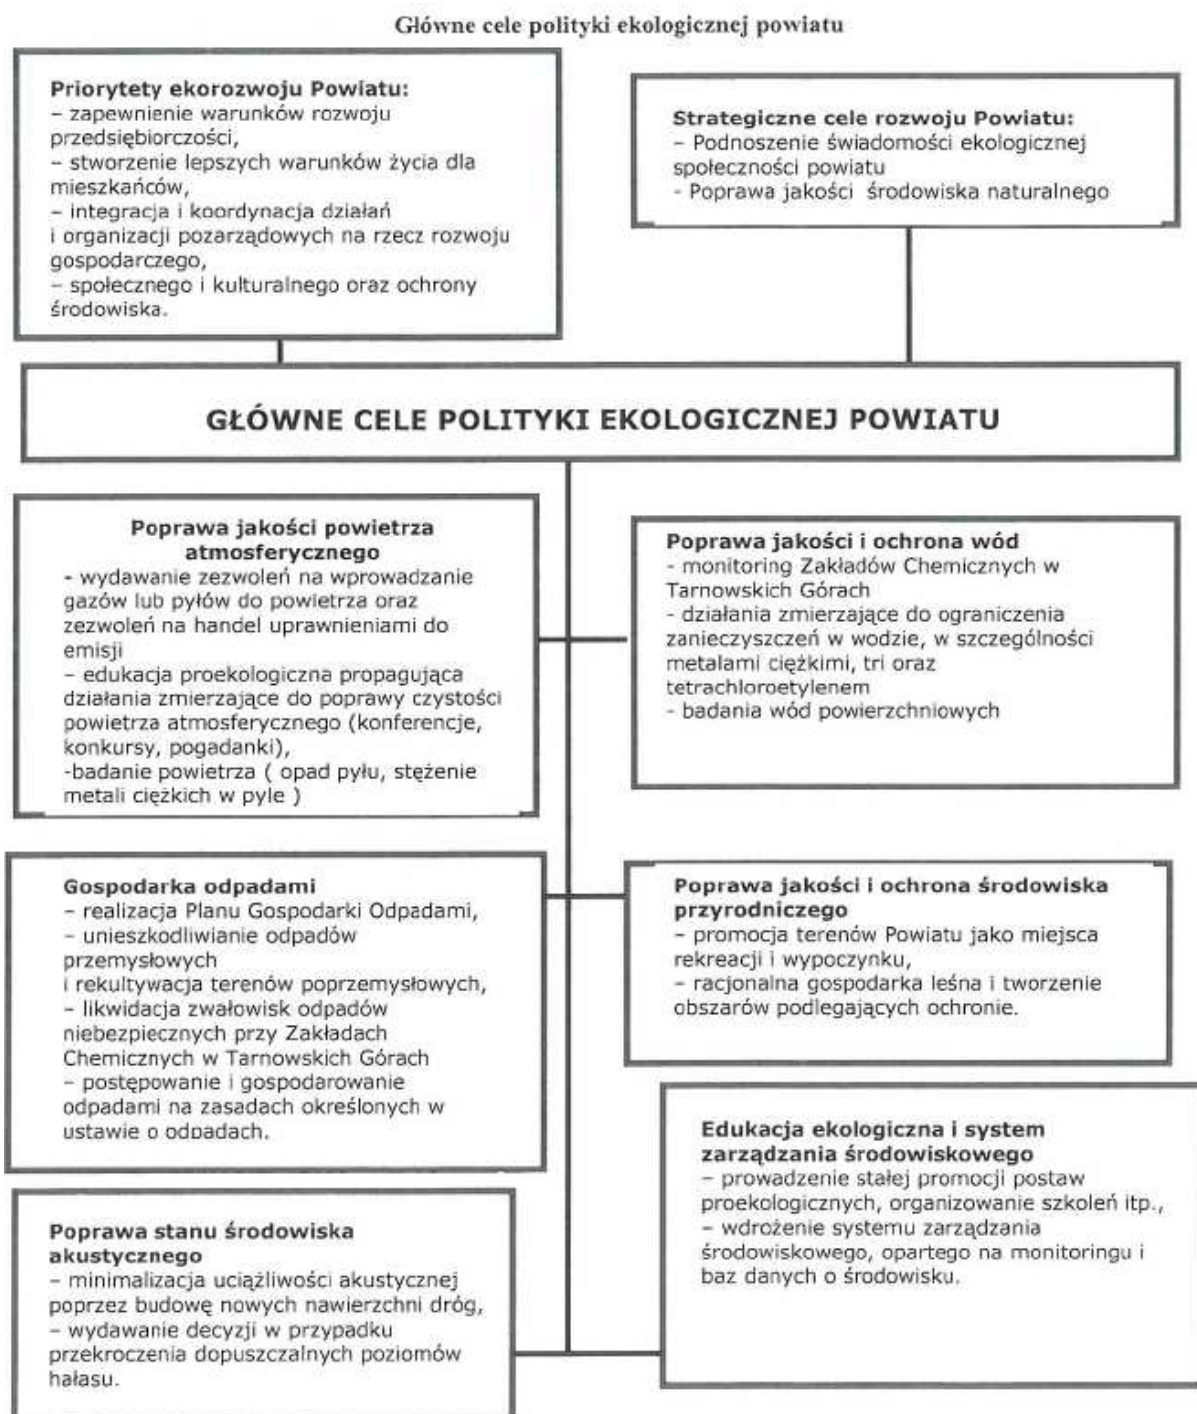 Główne cele polityki ekologicznej powiatu
Priorytety ekorozwoju Powiatu:
– zapewnienie warunków rozwoju
przedsiębiorczości,
– stworzenie lepszych warunków życia dla
mieszkańców,
– integracja i koordynacja działań
i organizacji pozarządowych na rzecz rozwoju
gospodarczego,
– społecznego i kulturalnego oraz ochrony
środowiska.
Strategiczne cele rozwoju Powiatu:
– Podnoszenie świadomości ekologicznej
społeczności powiatu
- Poprawa jakości środowiska naturalnego
GŁÓWNE CELE POLITYKI EKOLOGICZNEJ POWIATU
Poprawa jakości powietrza
atmosferycznego
- wydawanie zezwoleń na wprowadzanie
gazów lub pyłów do powietrza oraz
zezwoleń na handel uprawnieniami do
emisji
– edukacja proekologiczna propagująca
działania zmierzające do poprawy czystości
powietrza atmosferycznego (konferencje,
konkursy, pogadanki),
-badanie powietrza ( opad pyłu, stężenie
metali ciężkich w pyle )
Poprawa jakości i ochrona wód
- monitoring Zakładów Chemicznych w
Tarnowskich Górach
- działania zmierzające do ograniczenia
zanieczyszczeń w wodzie, w szczególności
metalami ciężkimi, tri oraz
tetrachloroetylenem
- badania wód powierzchniowych
Gospodarka odpadami
– realizacja Planu Gospodarki Odpadami,
– unieszkodliwianie odpadów
przemysłowych
i rekultywacja terenów poprzemysłowych,
– likwidacja zwałowisk odpadów
niebezpiecznych przy Zakładach
Chemicznych w Tarnowskich Górach
– postępowanie i gospodarowanie
odpadami na zasadach określonych w
ustawie o odpadach.
Poprawa jakości i ochrona środowiska
przyrodniczego
– promocja terenów Powiatu jako miejsca
rekreacji i wypoczynku,
– racjonalna gospodarka leśna i tworzenie
obszarów podlegających ochronie.
Edukacja ekologiczna i system
zarządzania środowiskowego
– prowadzenie stałej promocji postaw
proekologicznych, organizowanie szkoleń itp.,
– wdrożenie systemu zarządzania
środowiskowego, opartego na monitoringu i
baz danych o środowisku.
Poprawa stanu środowiska
akustycznego
– minimalizacja uciążliwości akustycznej
poprzez budowę nowych nawierzchni dróg,
– wydawanie decyzji w przypadku
przekroczenia dopuszczalnych poziomów
hałasu.